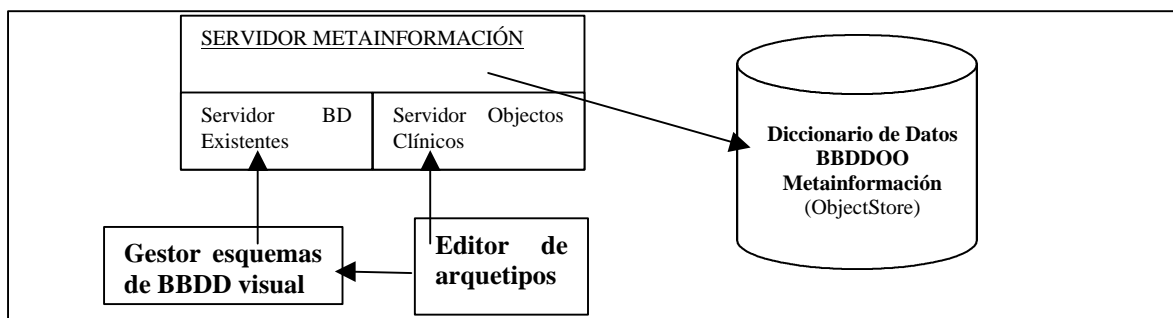 SERVIDOR METAINFORMACIÓN
Servidor BD
Existentes
Servidor Objectos
Clínicos
Diccionario de Datos
BBDDOO
Metainformación
(ObjectStore)
Gestor esquemas
de BBDD visual
Editor de
arquetipos